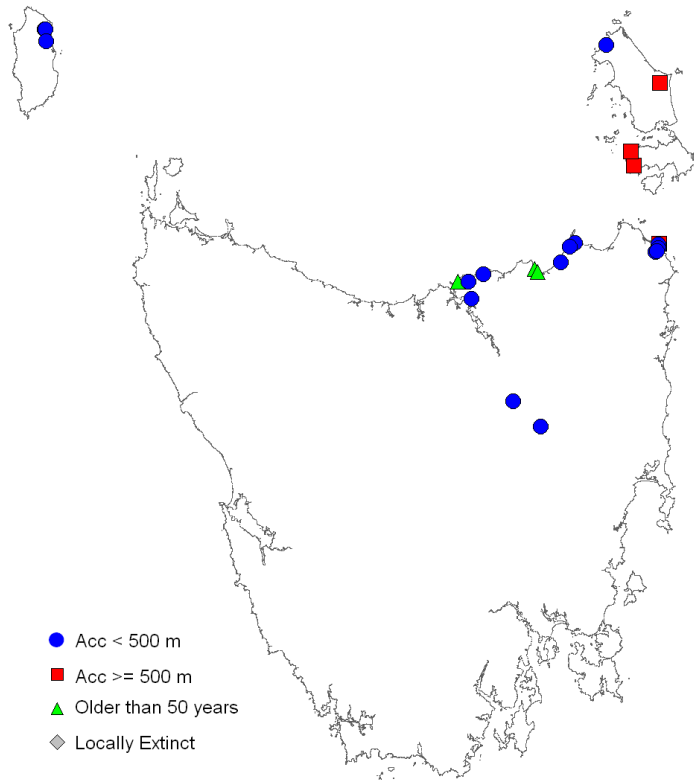 Acc < 500 m
Acc >= 500 m
Older than 50 years
Locally Extinct